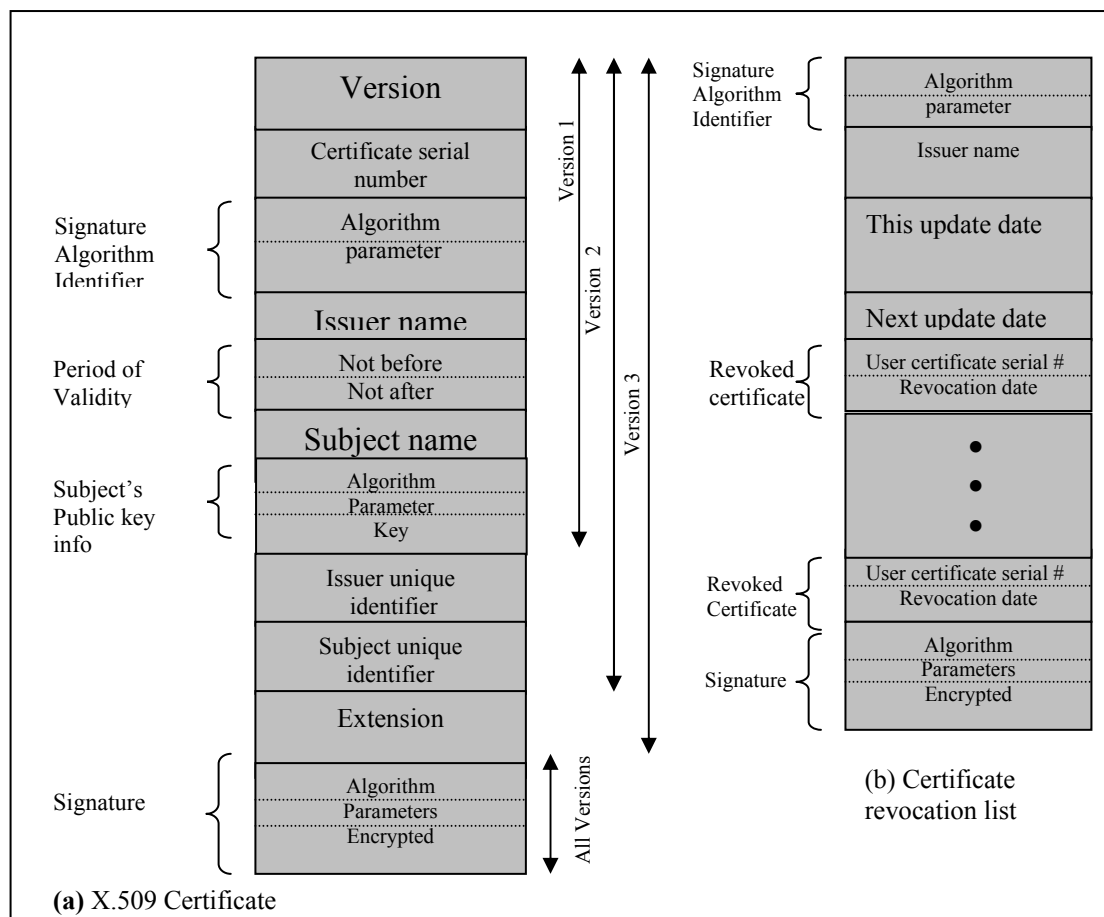 Version
Certificate serial
number
Signature
Algorithm
Identifier
Algorithm
parameter
Issuer name
Period of
Validity
Not before
Not after
Subject name
Subject's
Public key
info
Algorithm
Parameter
Key
Issuer unique
identifier
Subject unique
identifier
Extension
Signature
Algorithm
Parameters
Encrypted
Version 1
Version 2
Version 3
All Versions
(a) X.509 Certificate
Signature
Algorithm
Identifier
Algorithm
parameter
Issuer name
This update date
Next update date
Revoked
certificate
User certificate serial #
Revocation date
Revoked
Certificate
User certificate serial #
Revocation date
Signature
Algorithm
Parameters
Encrypted
(b) Certificate
revocation list